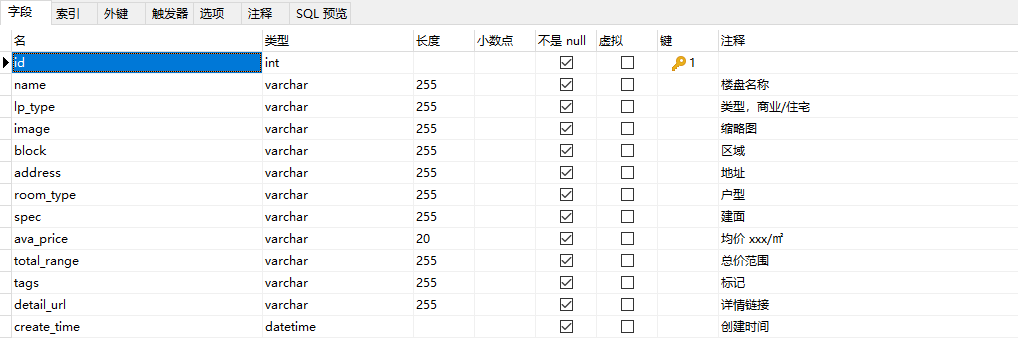 字段 索引 外键 触发器 选项 注释 SQL 预览
名 类型 长度 小数点 不是 null 虚拟 键 注释
id int 1
name varchar 255 楼盘名称
lp_type varchar 255 类型，商业/住宅
image varchar 255 缩略图
block varchar 255 区域
address varchar 255 地址
room_type varchar 255 户型
spec varchar 255 建面
ava_price varchar 20 均价 xxx/㎡
total_range varchar 255 总价范围
tags varchar 255 标记
detail_url varchar 255 详情链接
create_time datetime 创建时间